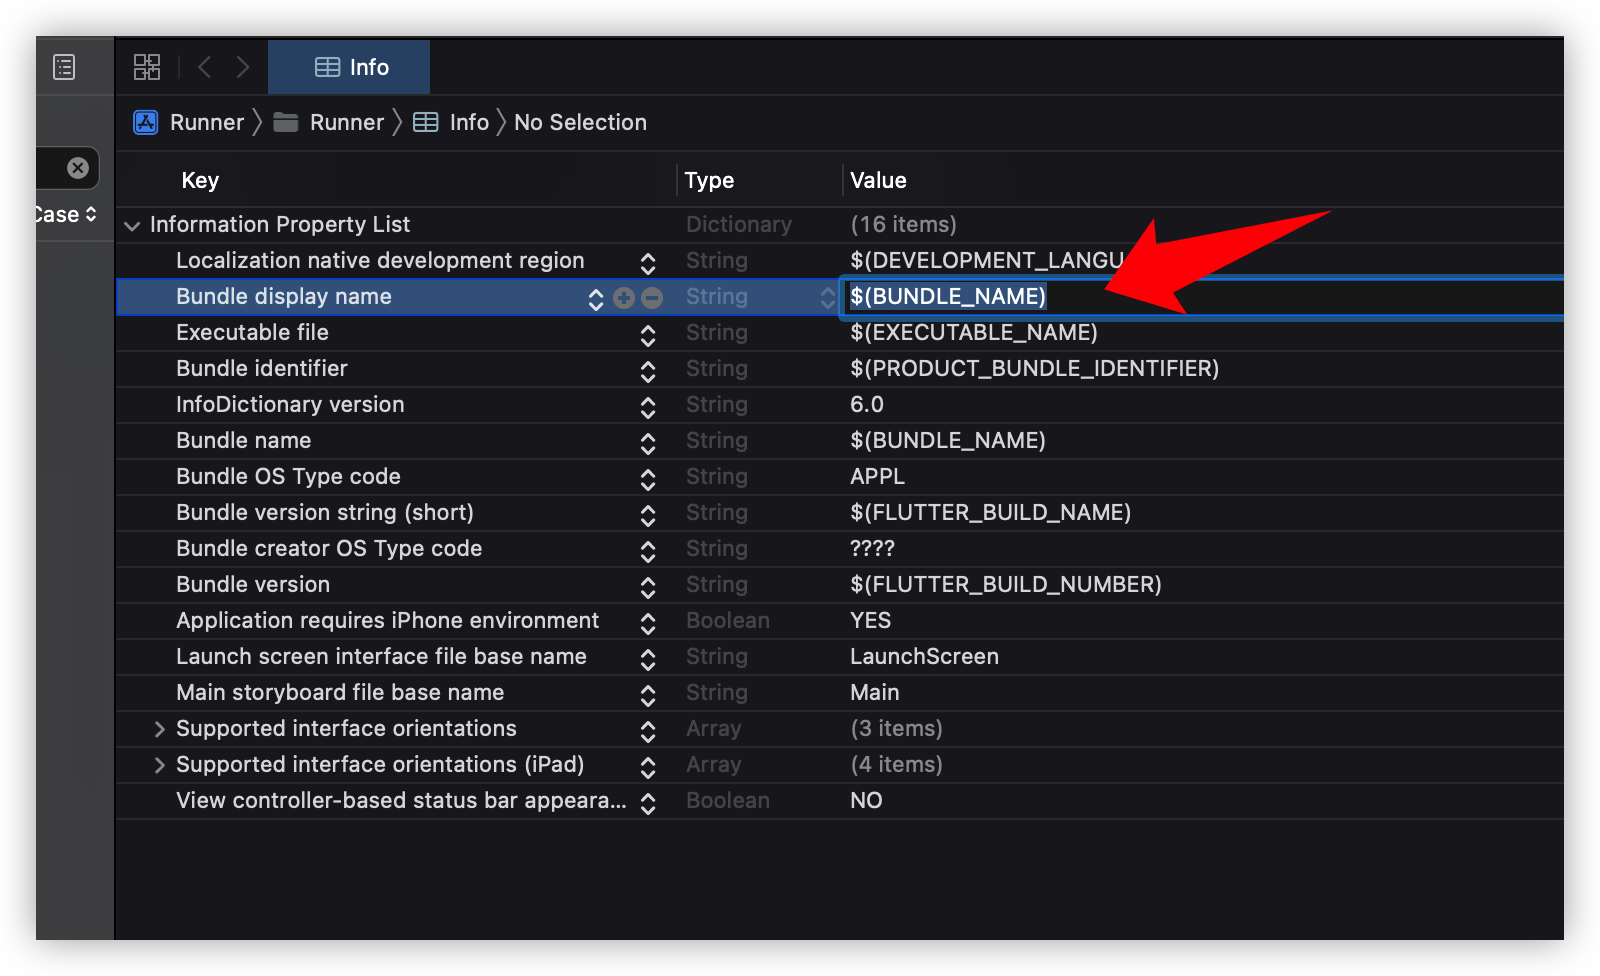 Info
Runner Runner Info No Selection
Key Type Value
Case
Information Property List Dictionary (16 items)
Localization native development region String $(DEVELOPMENT_LANGU
Bundle display name String $(BUNDLE_NAME)
Executable file String $(EXECUTABLE_NAME)
Bundle identifier String $(PRODUCT_BUNDLE_IDENTIFIER)
InfoDictionary version String 6.0
Bundle name String $(BUNDLE_NAME)
Bundle OS Type code String APPL
Bundle version string (short) String $(FLUTTER_BUILD_NAME)
Bundle creator OS Type code String ????
Bundle version String $(FLUTTER_BUILD_NUMBER)
Application requires iPhone environment Boolean YES
Launch screen interface file base name String LaunchScreen
Main storyboard file base name String Main
Supported interface orientations Array (3 items)
Supported interface orientations (iPad) Array (4 items)
View controller-based status bar appeara... Boolean NO